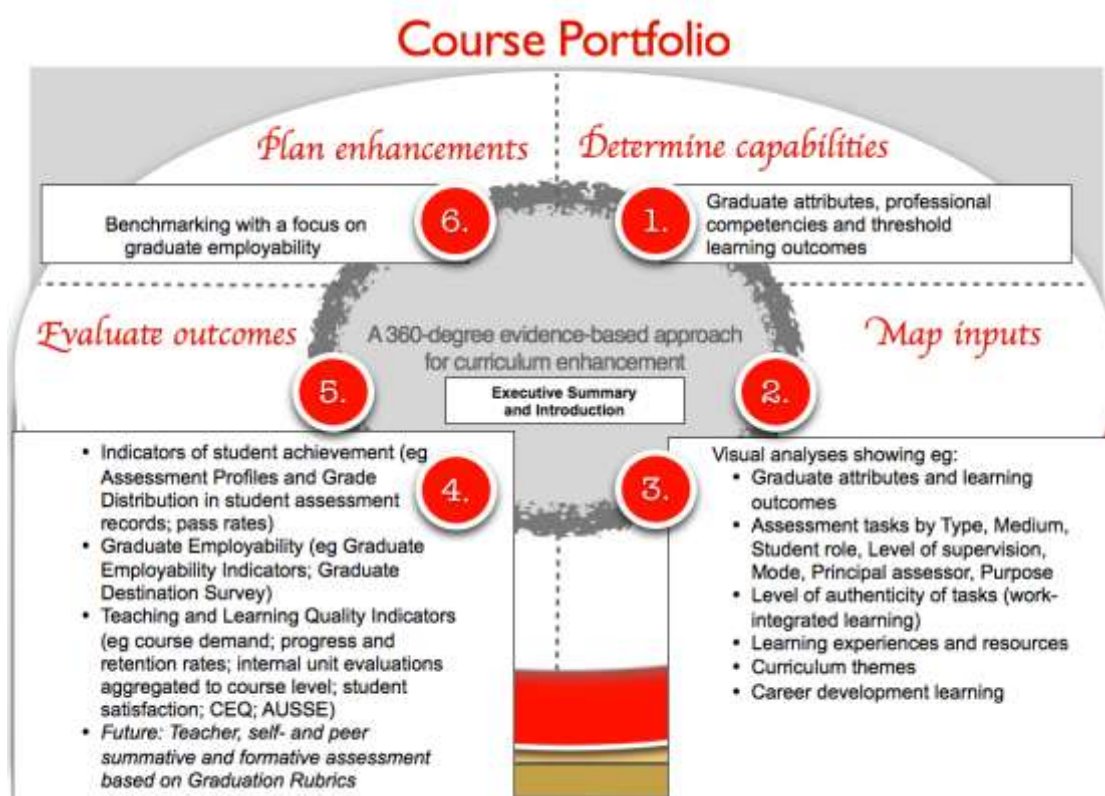 Course Portfolio
Plan enhancements
Determine capabilities
Benchmarking with a focus on
graduate employability
6.
1.
Graduate attributes, professional
competencies and threshold
learning outcomes
Evaluate outcomes
A 360-degree evidence-based approach
for curriculum enhancement
Map inputs
Executive Summary
and Introduction
5.
2.
• Indicators of student achievement (eg
Assessment Profiles and Grade
Distribution in student assessment
records; pass rates)
• Graduate Employability (eg Graduate
Employability Indicators; Graduate
Destination Survey)
• Teaching and Learning Quality Indicators
(eg course demand; progress and
retention rates; internal unit evaluations
aggregated to course level; student
satisfaction; CEQ; AUSSE)
• Future: Teacher, self- and peer
summative and formative assessment
based on Graduation Rubrics
4.
3.
Visual analyses showing eg:
• Graduate attributes and learning
outcomes
• Assessment tasks by Type, Medium,
Student role, Level of supervision,
Mode, Principal assessor, Purpose
• Level of authenticity of tasks (work-
integrated learning)
• Learning experiences and resources
• Curriculum themes
• Career development learning